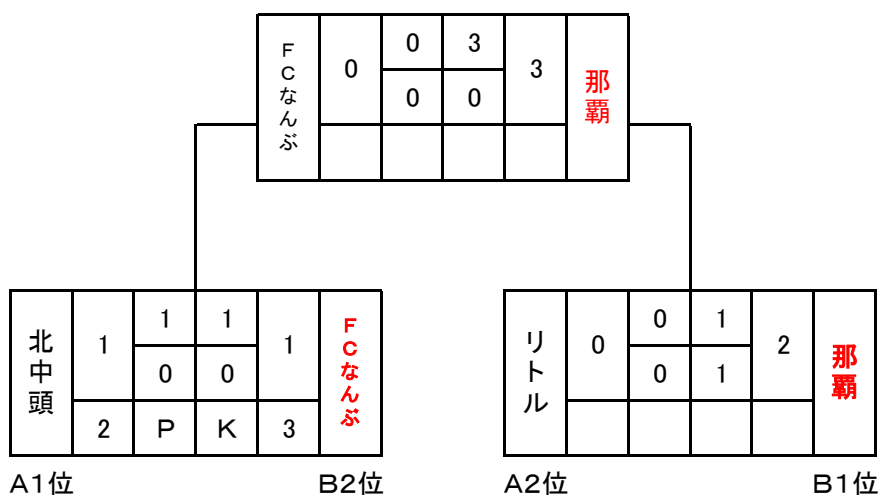 FCなんぶ 0 0 3 3 那覇
0 0
北中頭 1 1 1 1 FCなんぶ
0 0
2 P K 3
リトル 0 0 1 2 那覇
0 1
A1位 B2位 A2位 B1位